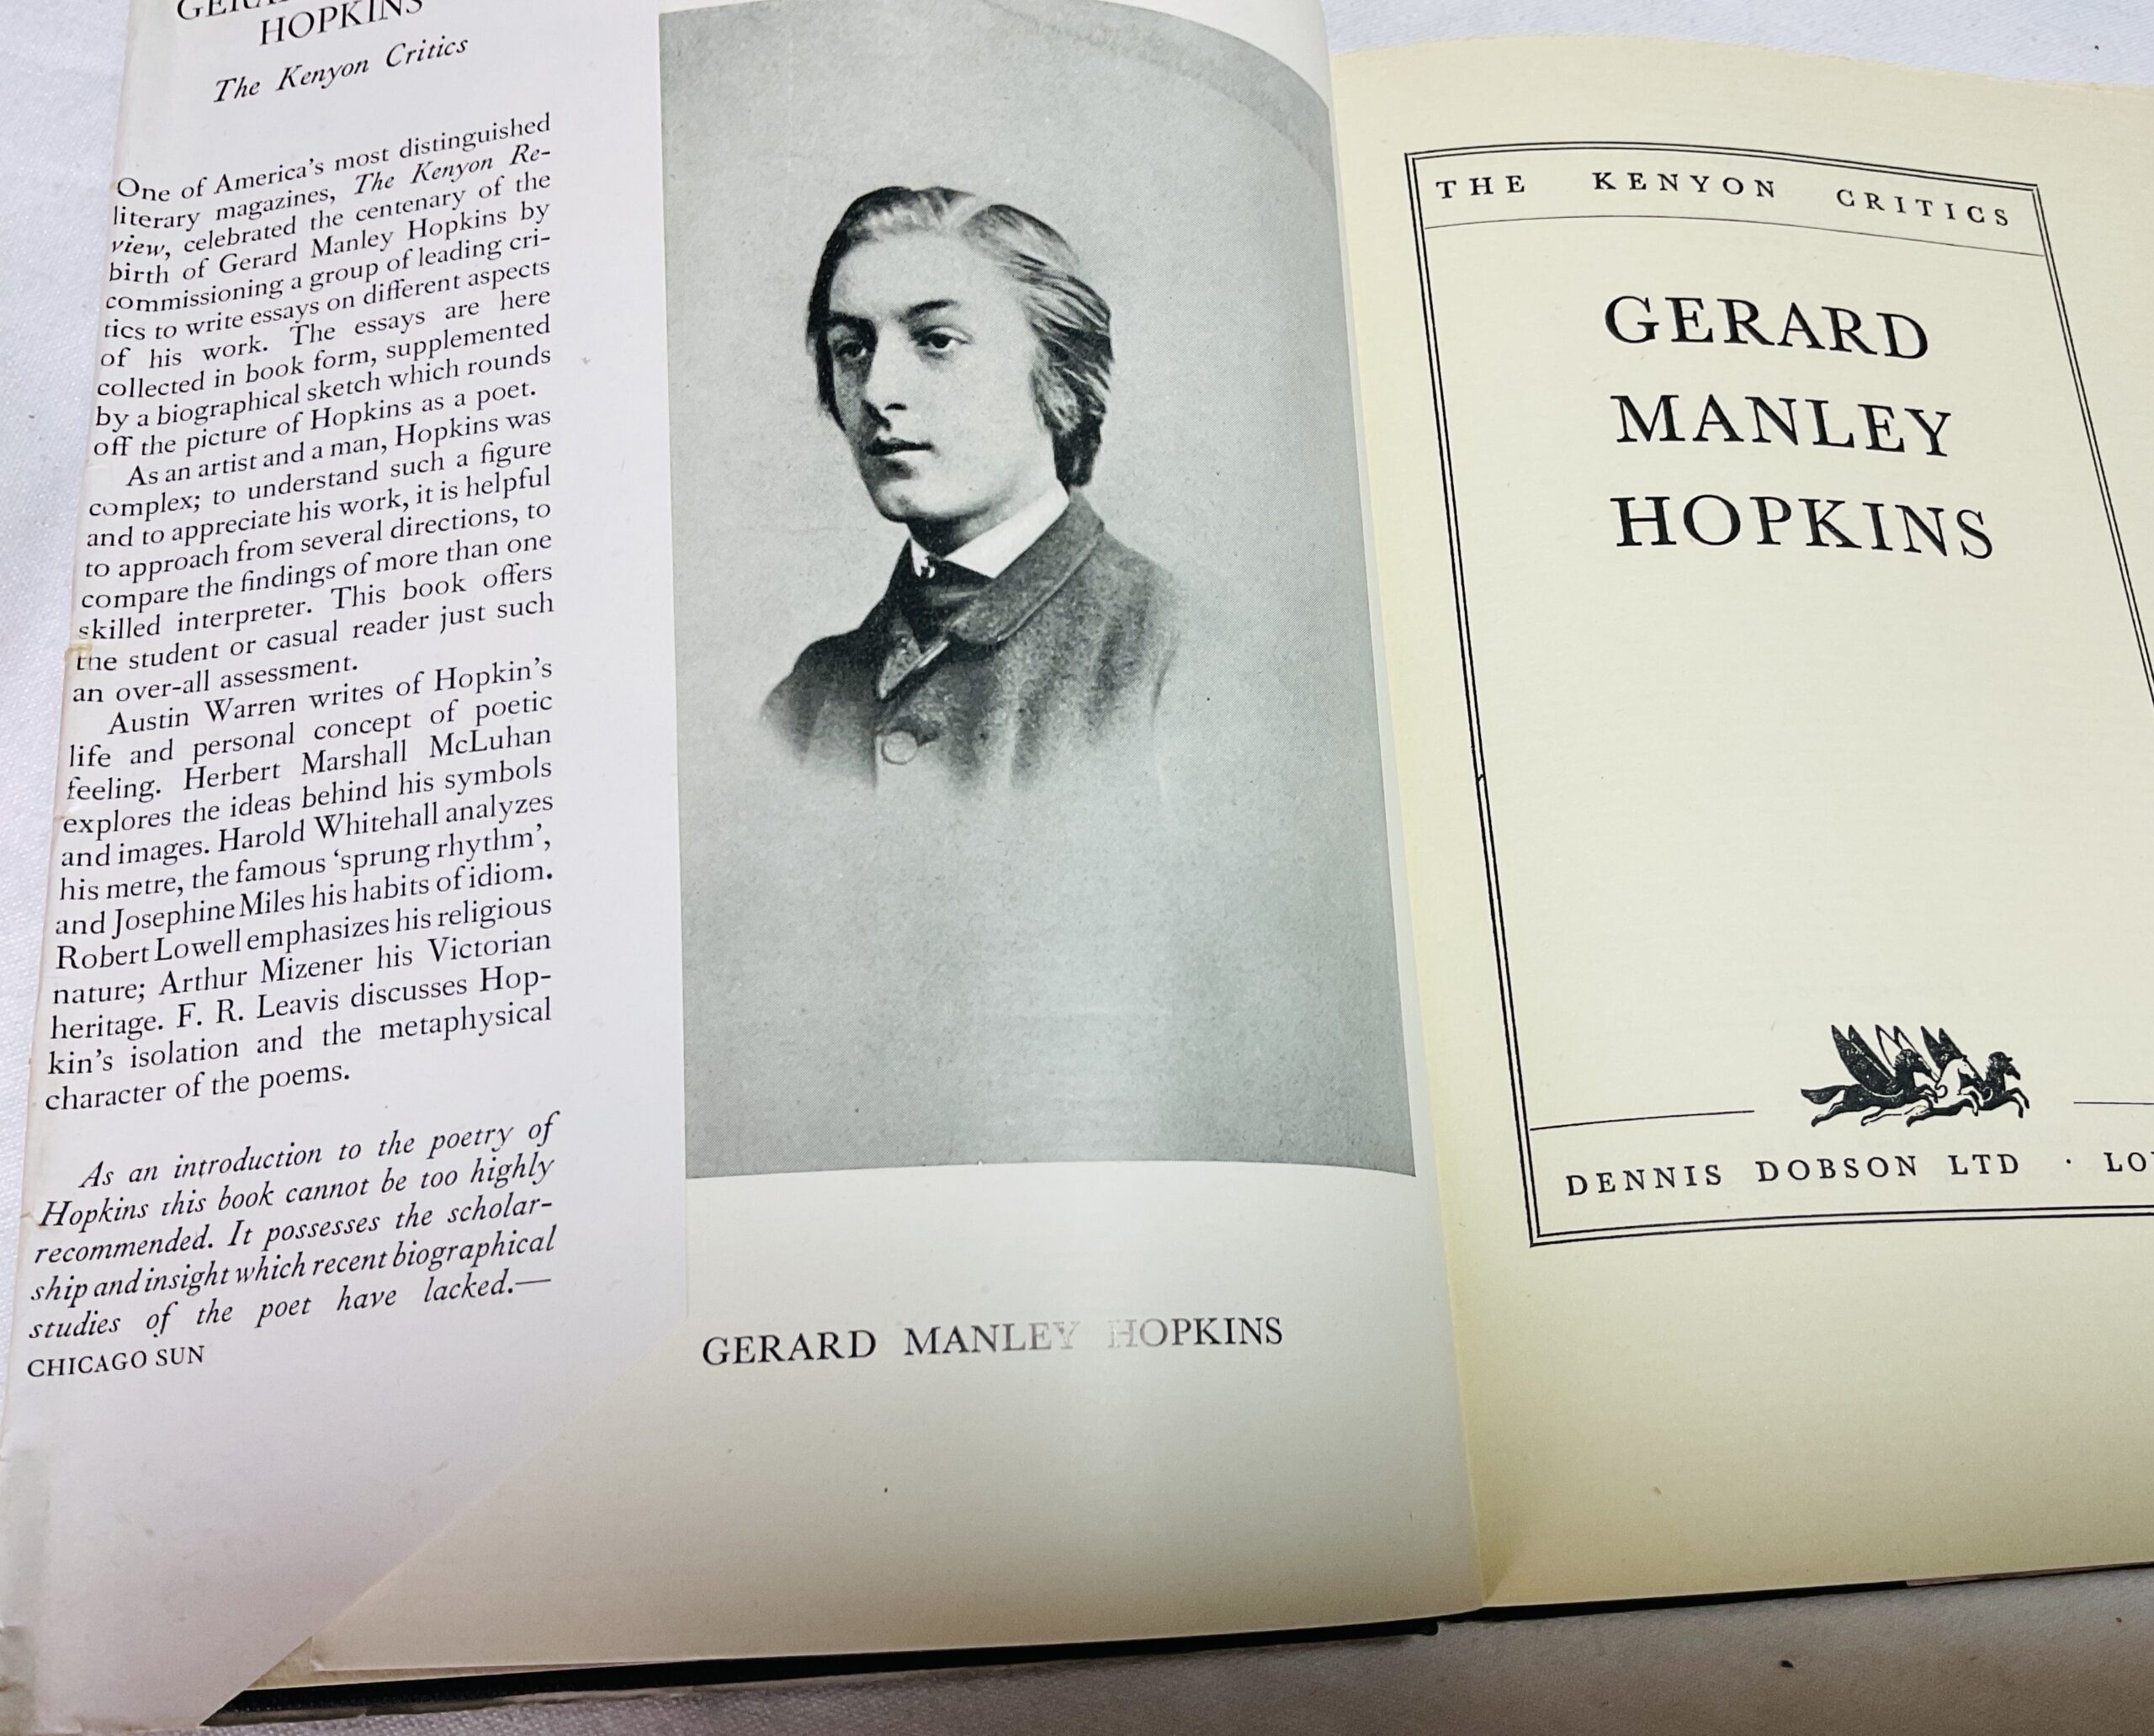 HOPKINS
The Kenyon Critics
One of America's most distinguished
literary magazines, The Kenyon Re-
view, celebrated the centenary of the
birth of Gerard Manley Hopkins by
commissioning a group of leading cri-
tics to write essays on different aspects
of his work. The essays are here
collected in book form, supplemented
by a biographical sketch which rounds
off the picture of Hopkins as a poet.
As an artist and a man, Hopkins was
complex; to understand such a figure
and to appreciate his work, it is helpful
to approach from several directions, to
compare the findings of more than one
skilled interpreter. This book offers
the student or casual reader just such
an over-all assessment.
Austin Warren writes of Hopkin's
life and personal concept of poetic
feeling. Herbert Marshall McLuhan
explores the ideas behind his symbols
and images. Harold Whitehall analyzes
his metre, the famous 'sprung rhythm',
and Josephine Miles his habits of idiom.
Robert Lowell emphasizes his religious
nature; Arthur Mizener his Victorian
heritage. F. R. Leavis discusses Hop-
kin's isolation and the metaphysical
character of the poems.
As an introduction to the poetry of
Hopkins this book cannot be too highly
recommended. It possesses the scholar-
ship and insight which recent biographical
studies of the poet have lacked.—
CHICAGO SUN
GERARD MANLEY HOPKINS
THE KENYON CRITICS
GERARD
MANLEY
HOPKINS
DENNIS DOBSON LTD ·